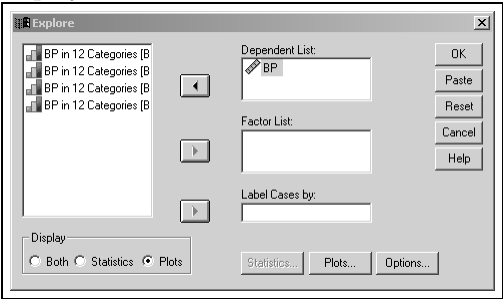 Explore
BP in 12 Categories [B
BP in 12 Categories [B
BP in 12 Categories [B
BP in 12 Categories [B
Dependent List:
BP
Factor List:
Label Cases by:
OK
Paste
Reset
Cancel
Help
Display
Both Statistics Plots
Statistics... Plots... Options...